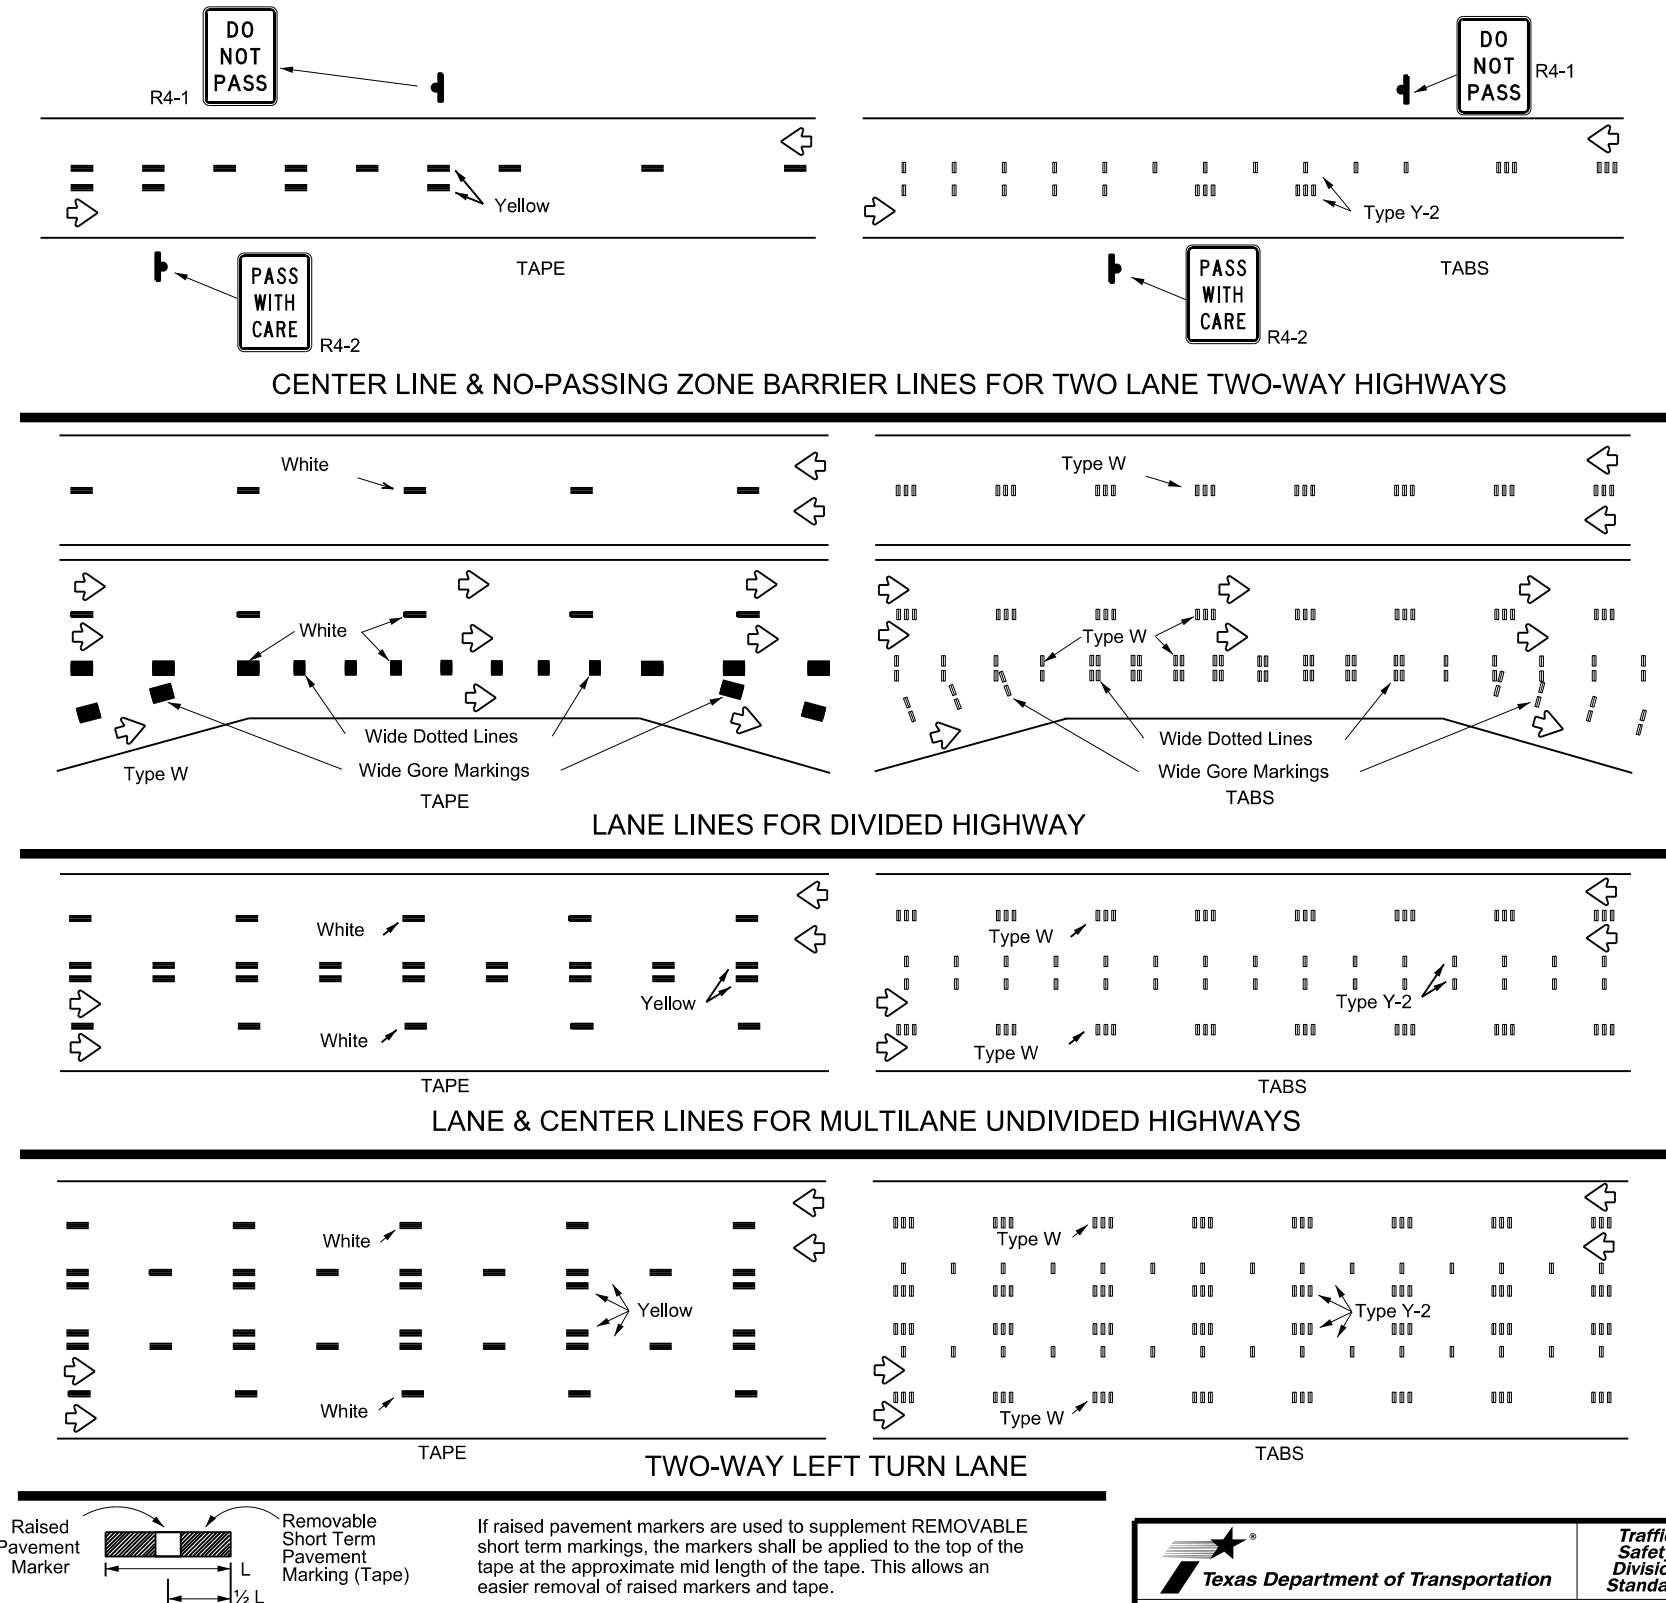 DO
NOT
PASS
R4-1
DO
NOT
PASS
R4-1
Yellow
Type Y-2
PASS
WITH
CARE
R4-2
TAPE
PASS
WITH
CARE
R4-2
TABS
CENTER LINE & NO-PASSING ZONE BARRIER LINES FOR TWO LANE TWO-WAY HIGHWAYS
White
Type W
White
Type W
Wide Dotted Lines
Wide Gore Markings
Type W
TAPE
Wide Dotted Lines
Wide Gore Markings
TABS
LANE LINES FOR DIVIDED HIGHWAY
White
Type W
Yellow
Type Y-2
White
Type W
TAPE
TABS
LANE & CENTER LINES FOR MULTILANE UNDIVIDED HIGHWAYS
White
Type W
Yellow
Type Y-2
White
Type W
TAPE
TABS
TWO-WAY LEFT TURN LANE
Raised
Pavement
Marker
L
½ L
Removable
Short Term
Pavement
Marking (Tape)
If raised pavement markers are used to supplement REMOVABLE
short term markings, the markers shall be applied to the top of the
tape at the approximate mid length of the tape. This allows an
easier removal of raised markers and tape.
®
Texas Department of Transportation
Traffic
Safety
Division
Standa